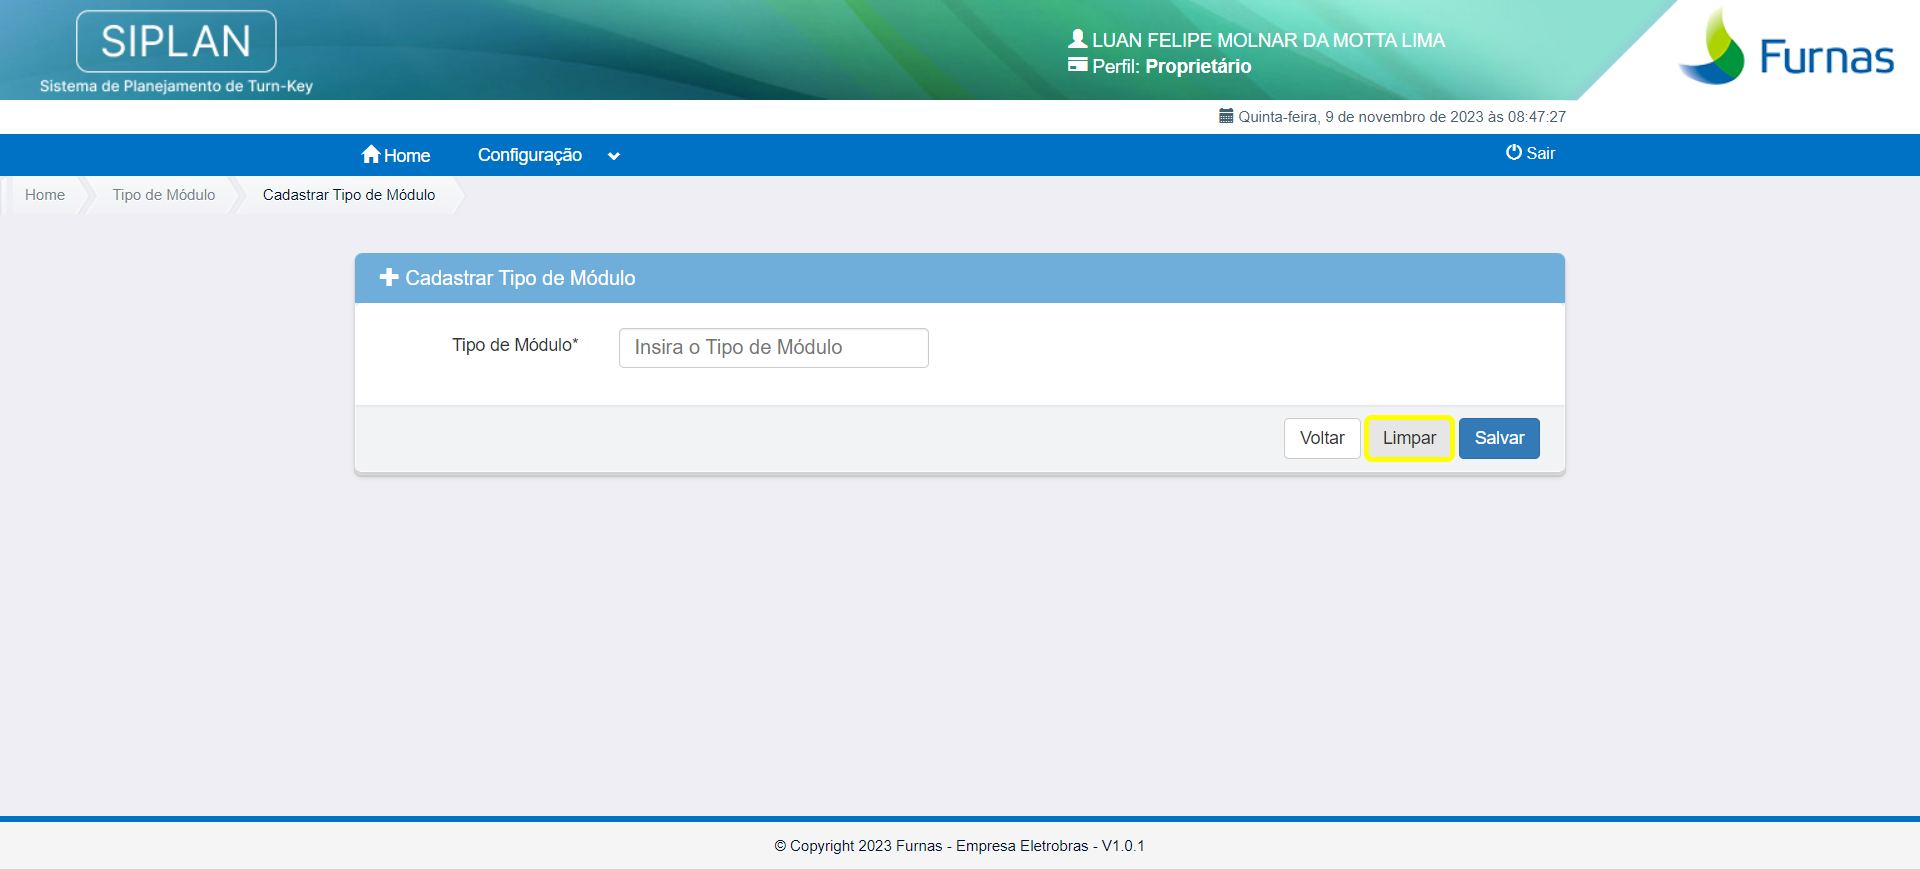 SIPLAN
Sistema de Planejamento de Turn-Key
LUAN FELIPE MOLNAR DA MOTTA LIMA
Perfil: Proprietário
Furnas
Quinta-feira, 9 de novembro de 2023 às 08:47:27
Home Configuração Sair
Home Tipo de Módulo Cadastrar Tipo de Módulo
Cadastrar Tipo de Módulo
Tipo de Módulo* Insira o Tipo de Módulo
Voltar Limpar Salvar
© Copyright 2023 Furnas - Empresa Eletrobras - V1.0.1